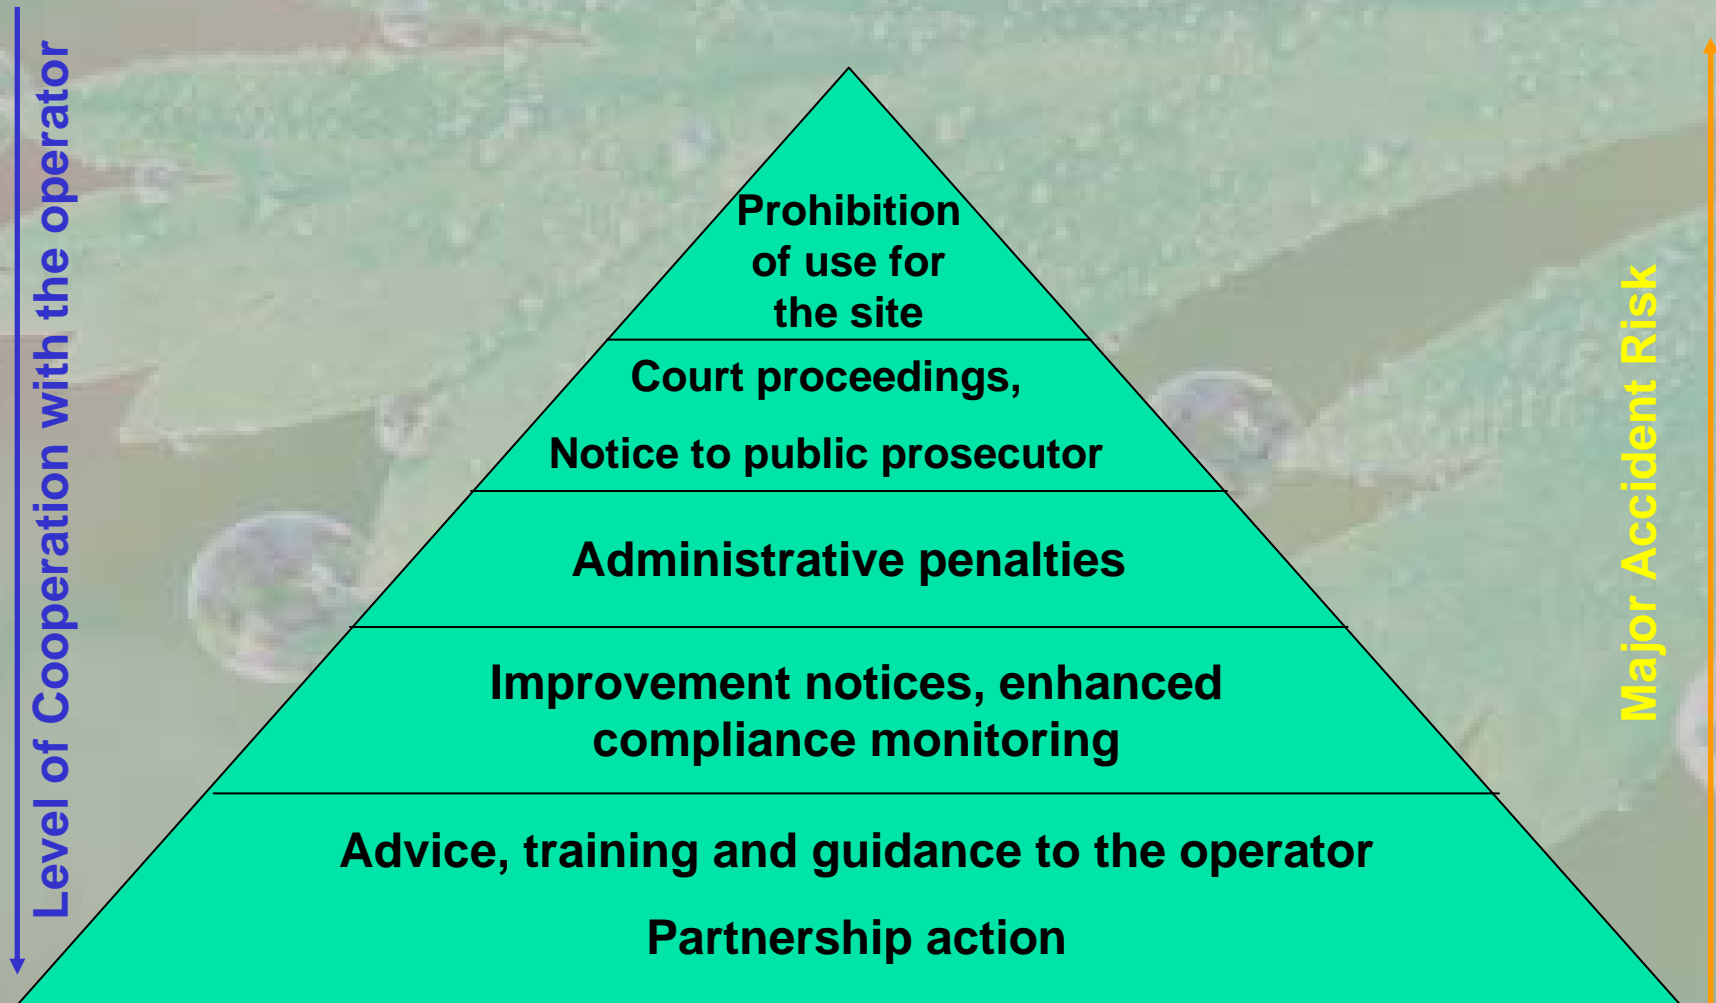 Level of Cooperation with the operator
Prohibition
of use for
the site
Court proceedings,
Notice to public prosecutor
Administrative penalties
Improvement notices, enhanced
compliance monitoring
Advice, training and guidance to the operator
Partnership action
Major Accident Risk